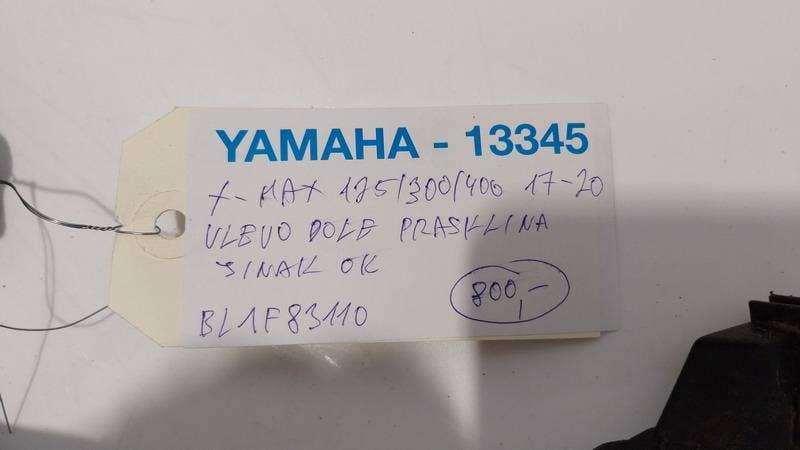 YAMAHA - 13345
X-MAX 125/300/400 17-20
VLEVO DOLE PRASKLINA
JINAK OK
800,-
BL1F83110